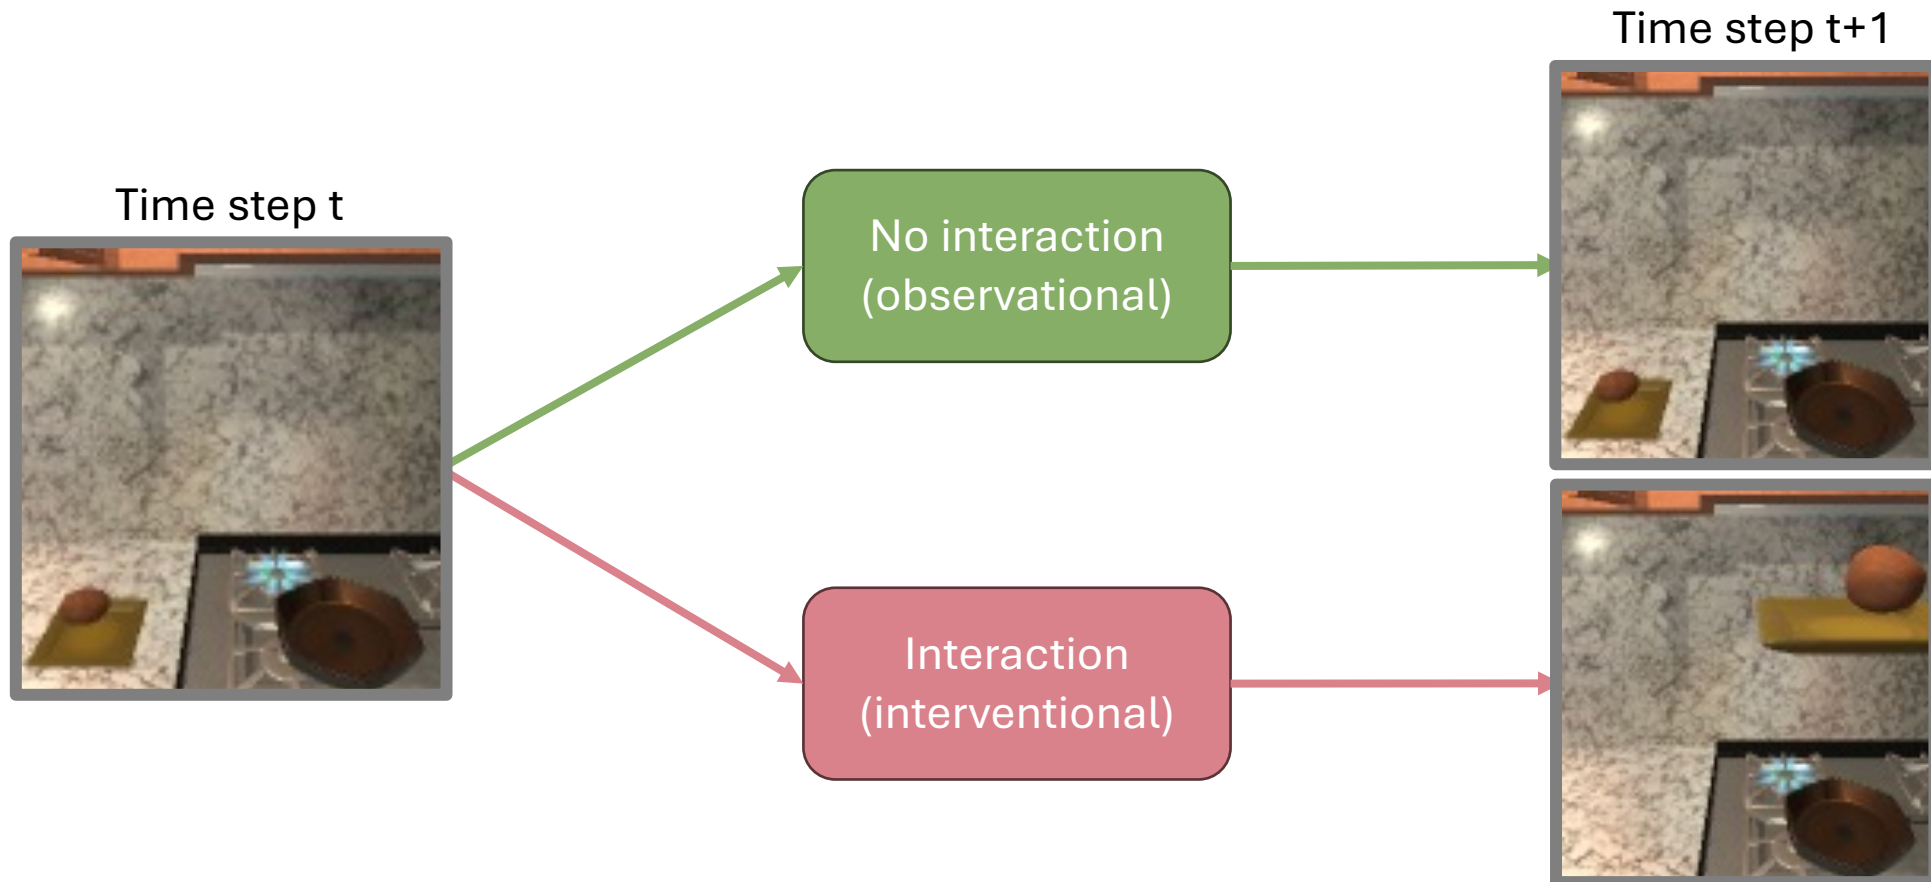 Time step t+1
Time step t
No interaction
(observational)
Interaction
(interventional)